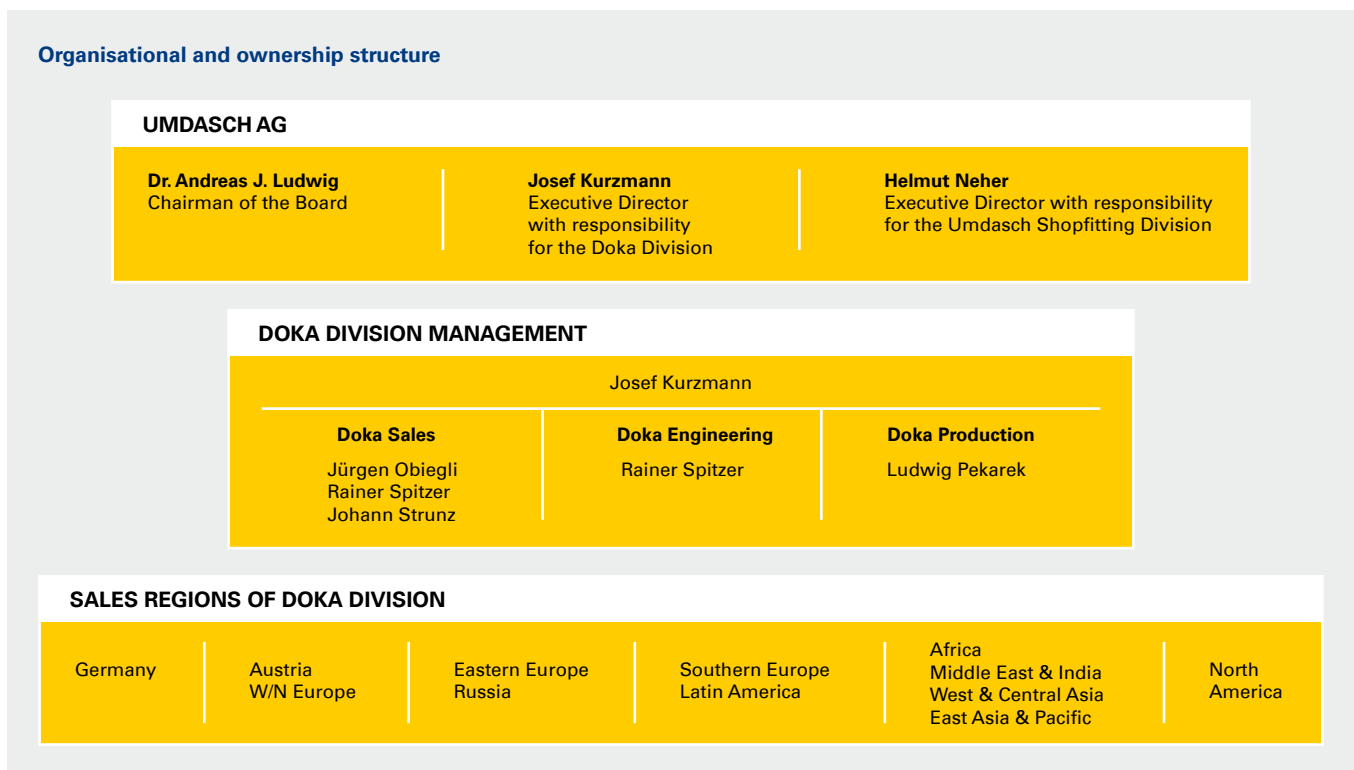 Organisational and ownership structure
UMDASCH AG
Dr. Andreas J. Ludwig
Chairman of the Board
Josef Kurzmann
Executive Director
with responsibility
for the Doka Division
Helmut Neher
Executive Director with responsibility
for the Umdasch Shopfitting Division
DOKA DIVISION MANAGEMENT
Josef Kurzmann
Doka Sales
Jürgen Obiegli
Rainer Spitzer
Johann Strunz
Doka Engineering
Rainer Spitzer
Doka Production
Ludwig Pekarek
SALES REGIONS OF DOKA DIVISION
Germany
Austria
W/N Europe
Eastern Europe
Russia
Southern Europe
Latin America
Africa
Middle East & India
West & Central Asia
East Asia & Pacific
North
America